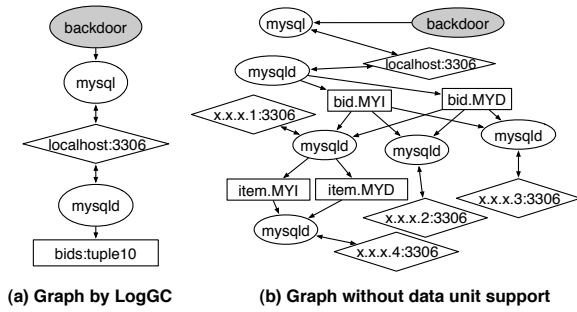 backdoor
mysql
localhost:3306
mysqld
bids:tuple10
(a) Graph by LogGC
mysql
backdoor
mysqld
localhost:3306
bid.MYI
bid.MYD
x.x.x.1:3306
mysqld
mysqld
mysqld
item.MYI
item.MYD
x.x.x.2:3306
x.x.x.3:3306
mysqld
x.x.x.4:3306
(b) Graph without data unit support